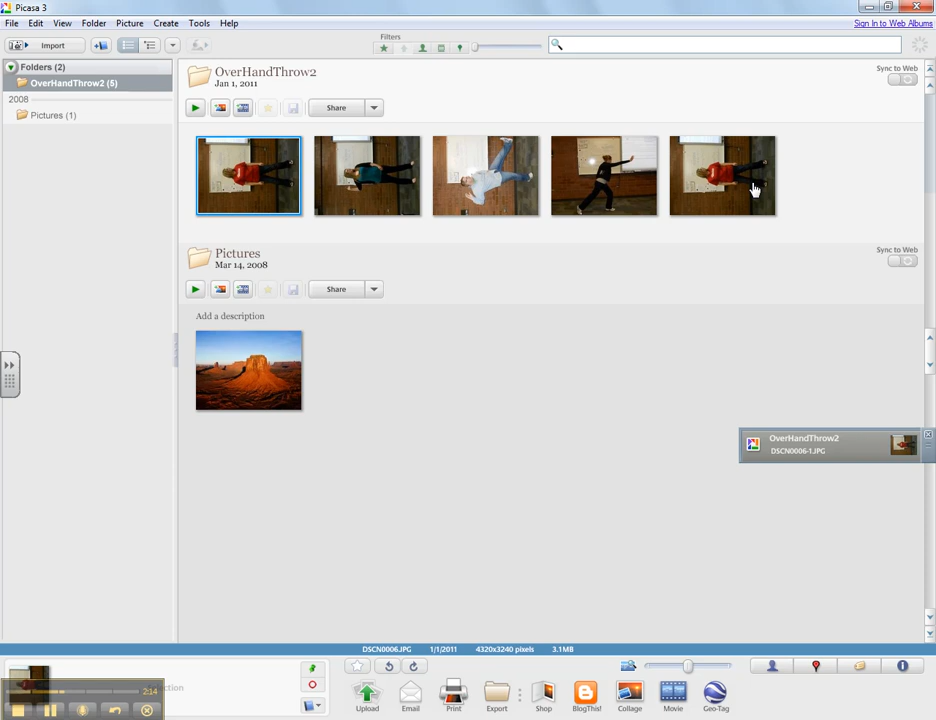 Picasa 3
File Edit View Folder Picture Create Tools Help
Sign In to Web Albums
Import
Filters
Folders (2)
OverHandThrow2 (5)
2008
Pictures (1)
OverHandThrow2
Jan 1, 2011
Sync to Web
Share
Pictures
Mar 14, 2008
Sync to Web
Share
Add a description
OverHandThrow2
DSCN0006-1.JPG
DSCN0006.JPG 1/1/2011 4320x3240 pixels 3.1MB
2:14
Upload Email Print Export Shop BlogThis! Collage Movie Geo-Tag